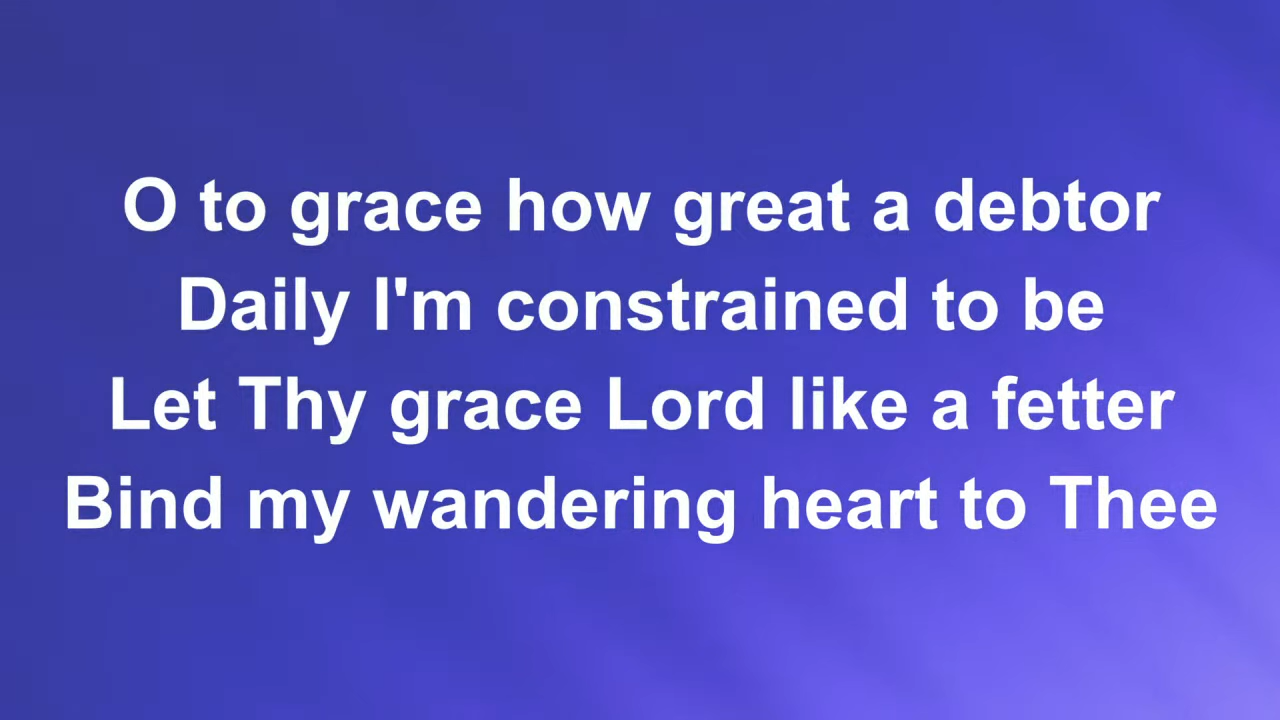 O to grace how great a debtor
Daily I'm constrained to be
Let Thy grace Lord like a fetter
Bind my wandering heart to Thee